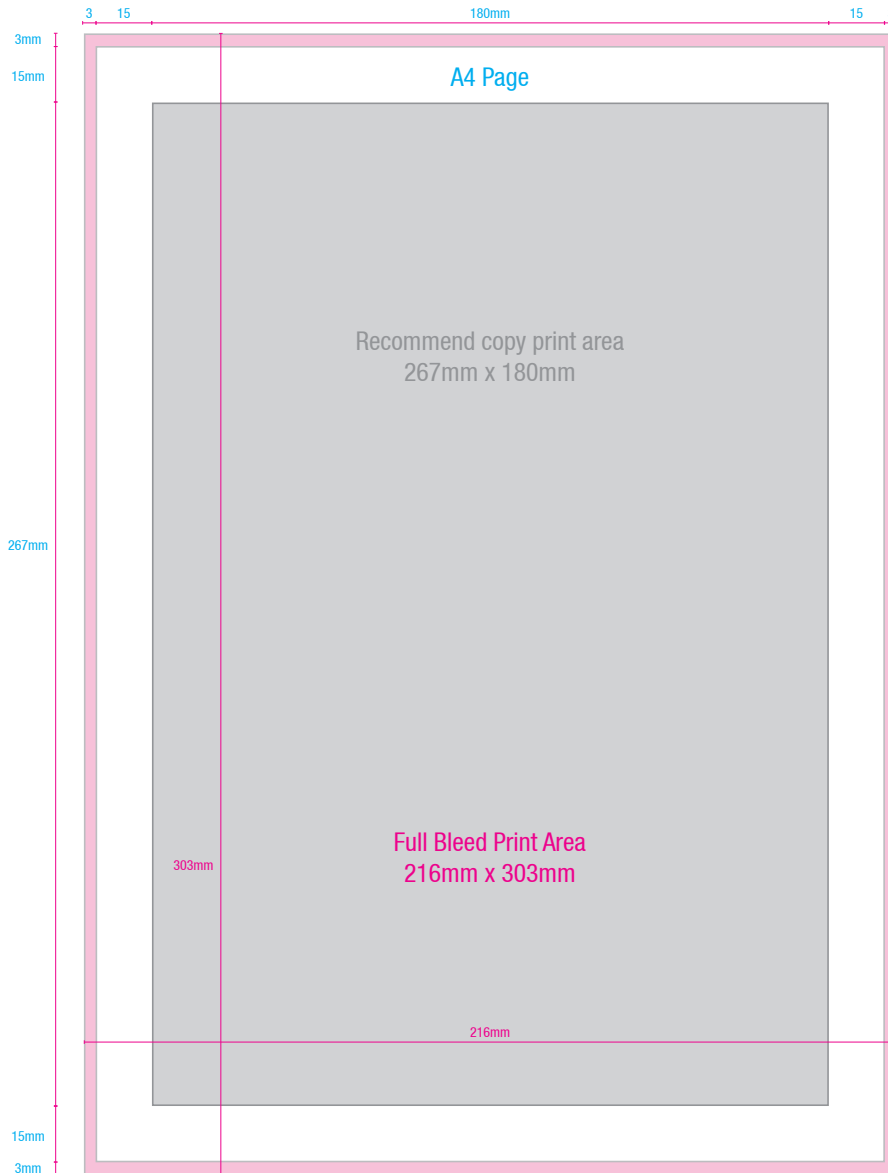 3 15 180mm 15
3mm
15mm
A4 Page
Recommend copy print area
267mm x 180mm
267mm
Full Bleed Print Area
216mm x 303mm
303mm
216mm
15mm
3mm